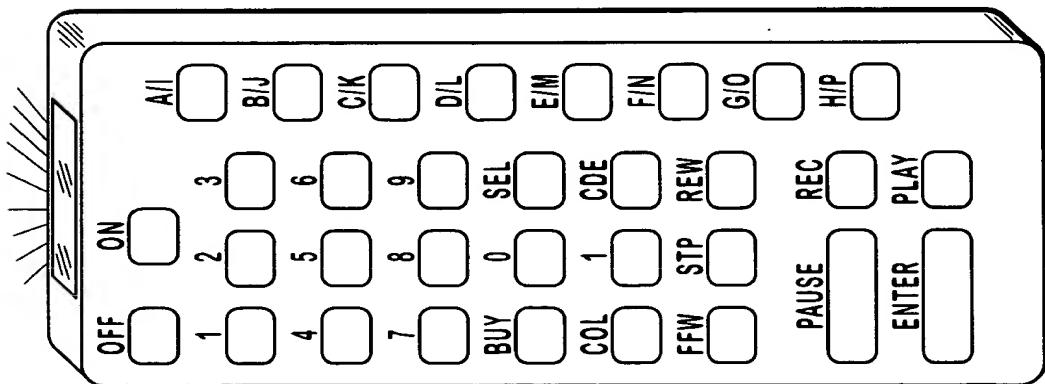 OFF ON
A/I
1 2 3
B/J
4 5 6
C/K
7 8 9
D/L
BUY 0 SEL
E/M
COL 1 CDE
F/N
FFW STP REW
G/O
PAUSE REC
H/P
ENTER PLAY